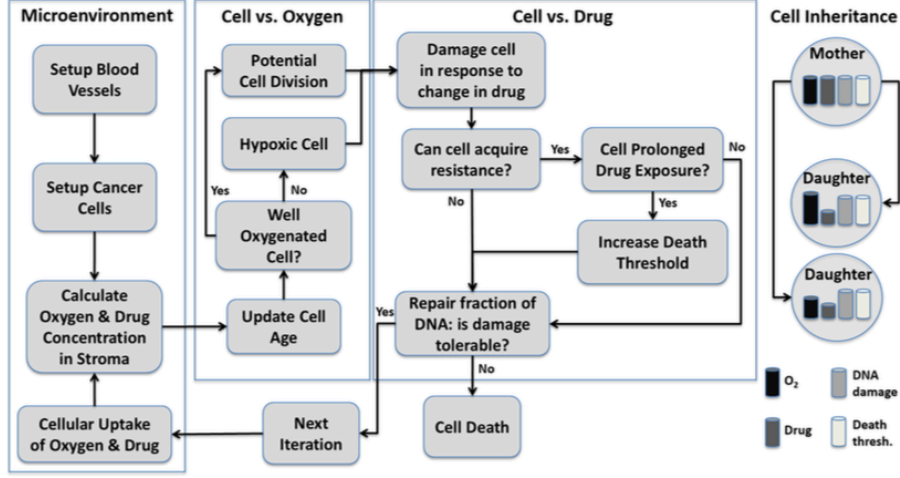 Microenvironment
Setup Blood
Vessels
Setup Cancer
Cells
Calculate
Oxygen & Drug
Concentration
in Stroma
Cellular Uptake
of Oxygen & Drug
Cell vs. Oxygen
Potential
Cell Division
Hypoxic Cell
Yes
No
Well
Oxygenated
Cell?
Update Cell
Age
Next
Iteration
Cell vs. Drug
Damage cell
in response to
change in drug
Can cell acquire
resistance?
Yes
Cell Prolonged
Drug Exposure?
No
No
Yes
Increase Death
Threshold
Yes
Repair fraction of
DNA: is damage
tolerable?
No
Cell Death
Cell Inheritance
Mother
Daughter
Daughter
O2
DNA
damage
Drug
Death
thresh.